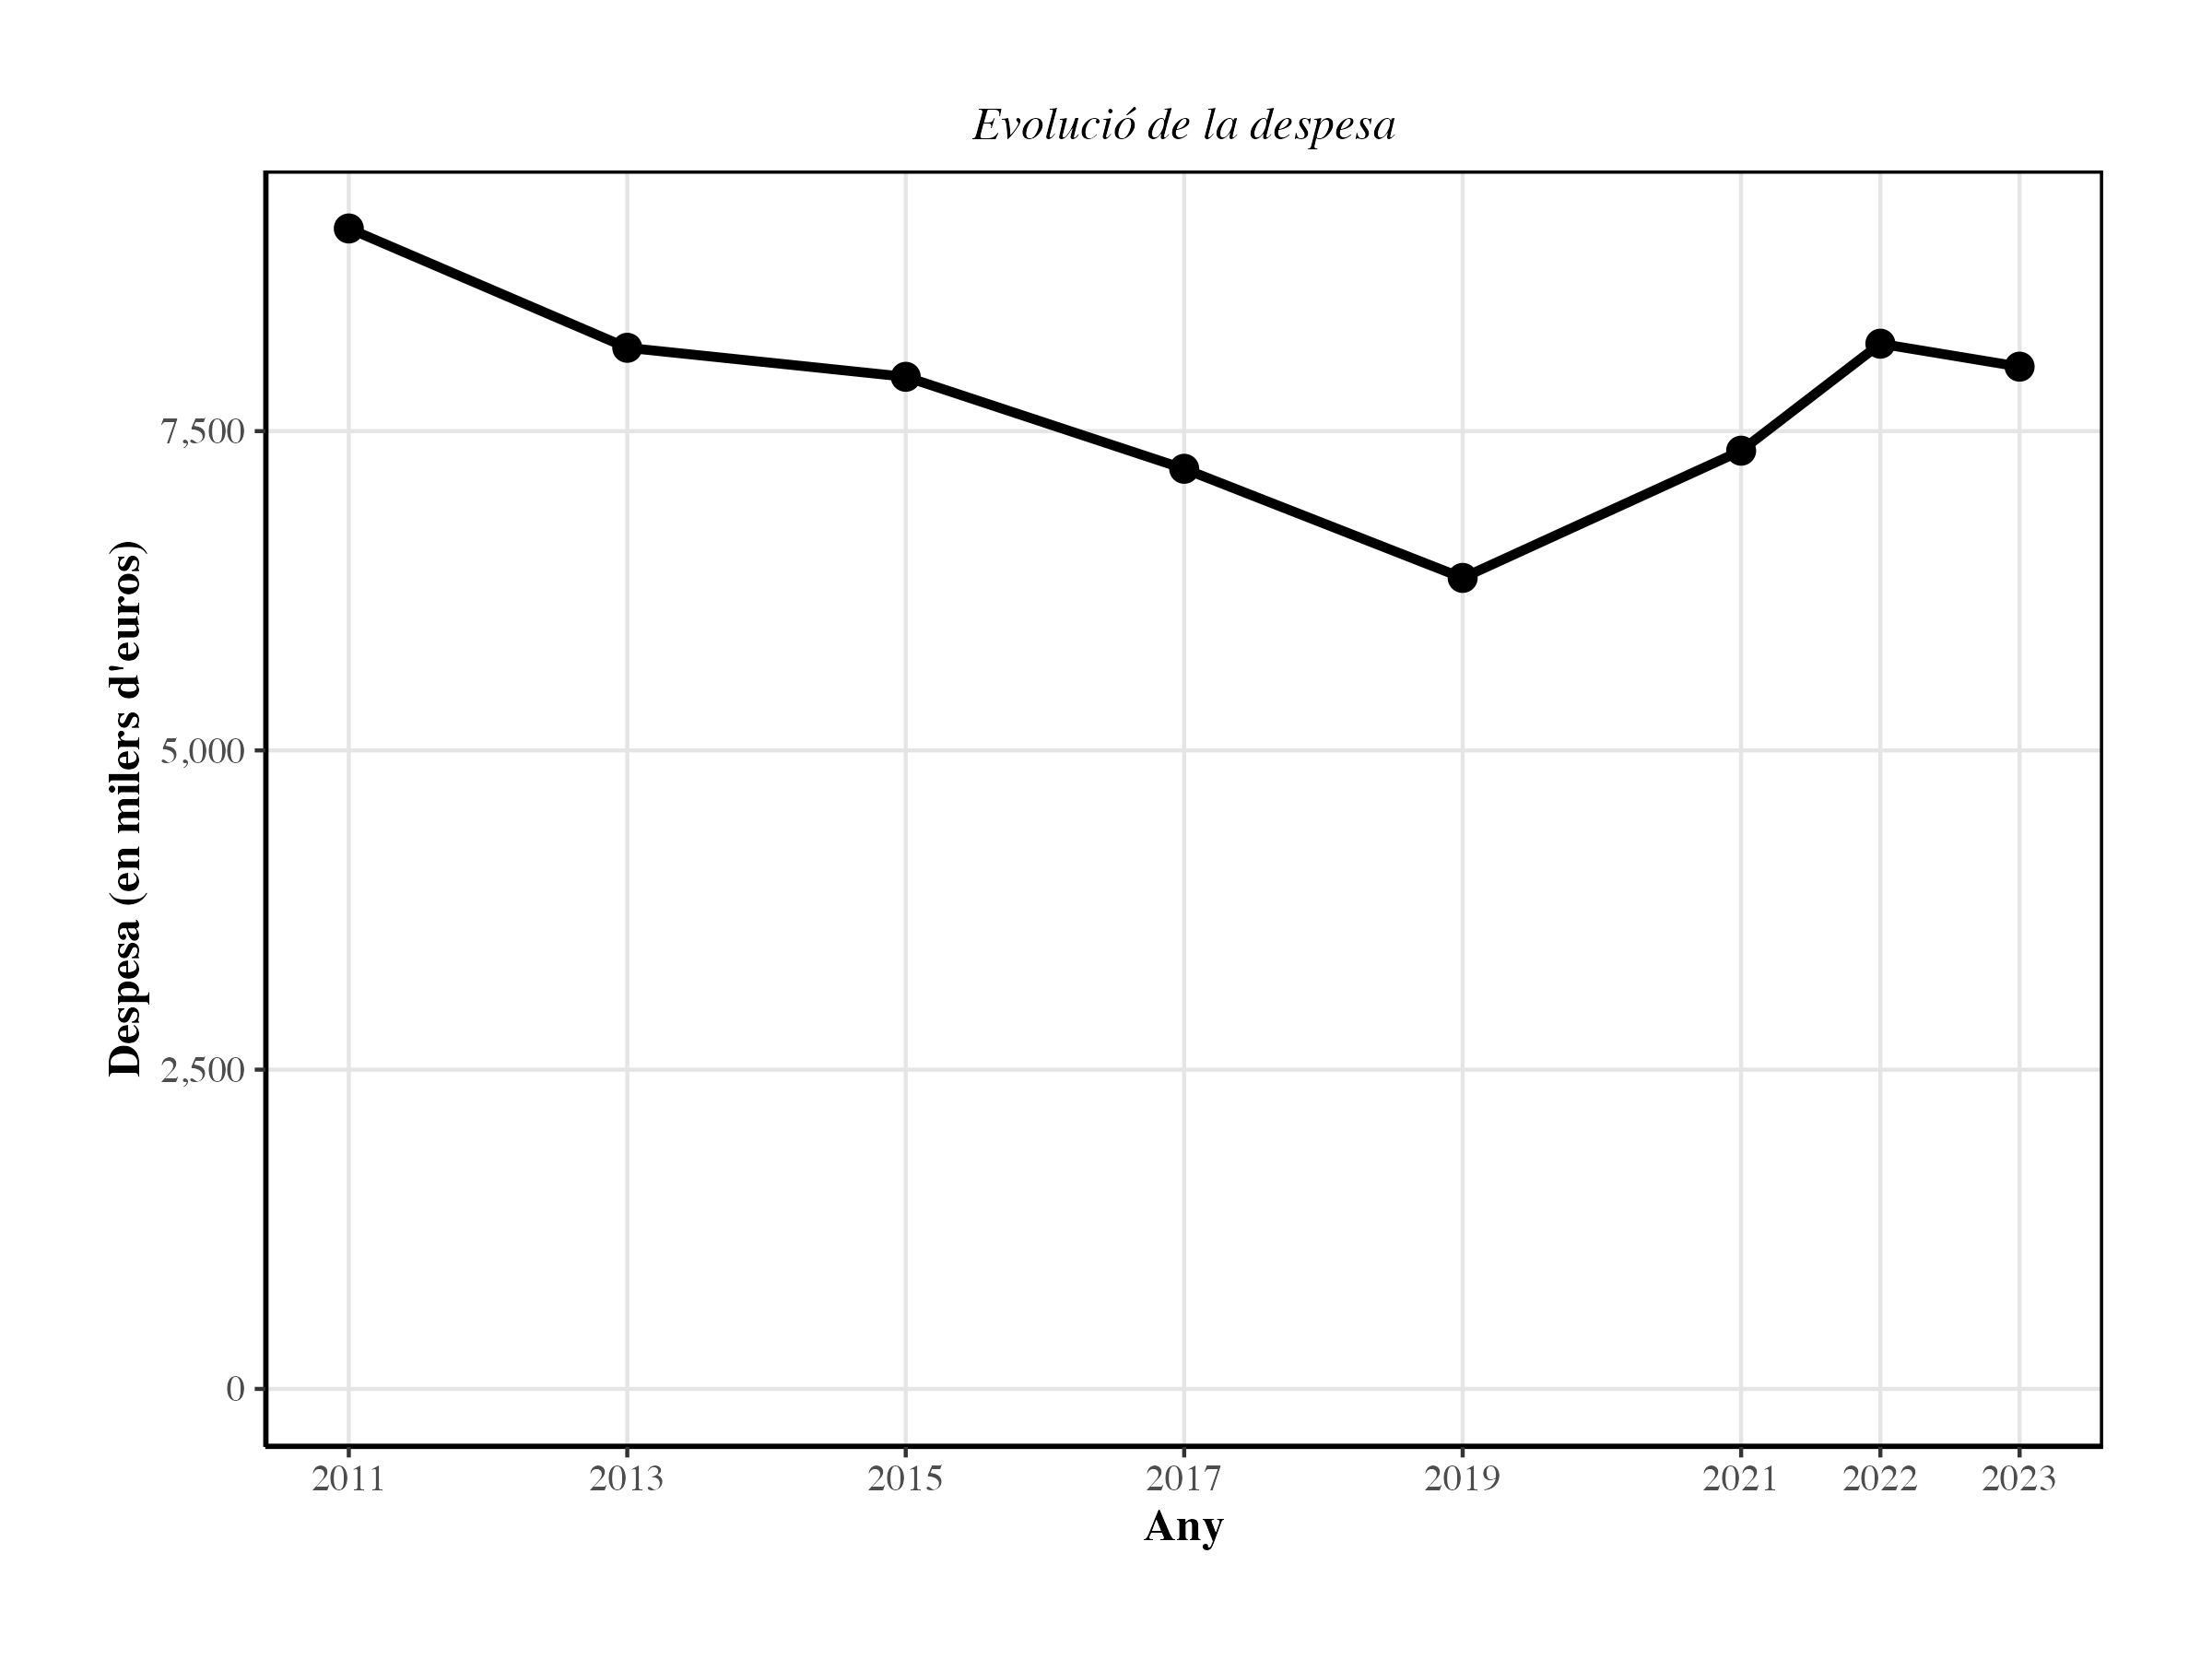 Evolució de la despesa
Despesa (en milers d'euros)
7,500
5,000
2,500
0
2011 2013 2015 2017 2019 2021 2022 2023
Any